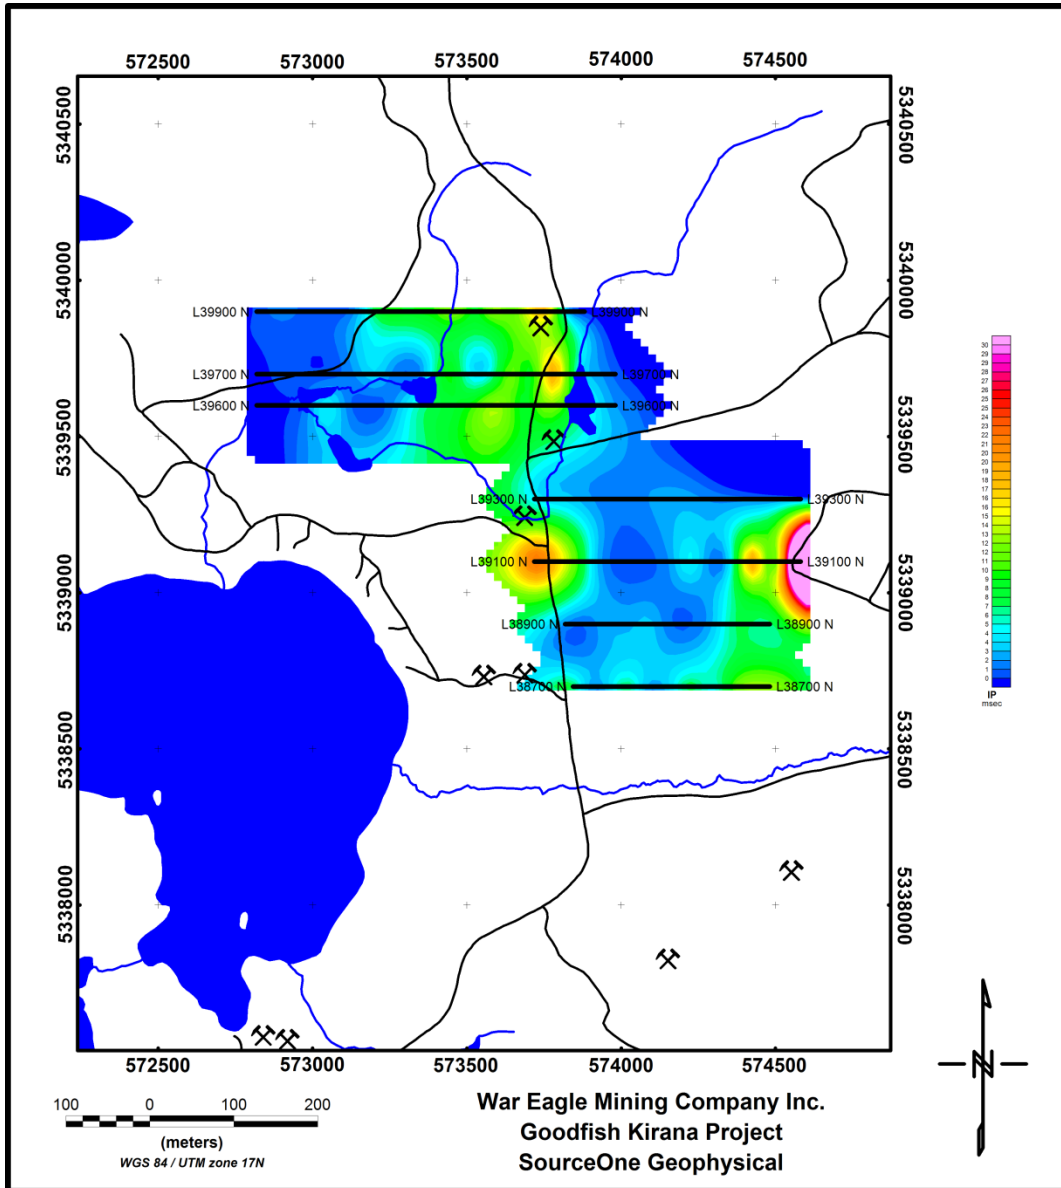 572500 573000 573500 574000 574500
5340500 5340500
5340000 5340000
L39900 N L39900 N
L39700 N L39700 N
L39600 N L39600 N
5339500 5339500
L39300 N L39300 N
L39100 N L39100 N
5339000 5339000
L38900 N L38900 N
L38700 N L38700 N
5338500 5338500
5338000 5338000
572500 573000 573500 574000 574500
30
29
29
28
28
27
26
25
24
23
22
21
20
19
18
17
16
15
14
13
12
11
10
9
8
7
6
5
4
3
2
1
0
IP
msec
100 0 100 200
(meters)
WGS 84 / UTM zone 17N
War Eagle Mining Company Inc.
Goodfish Kirana Project
SourceOne Geophysical
N